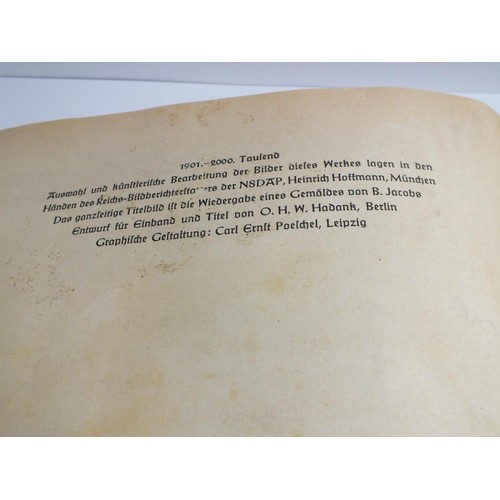 1901.–2000. Tausend
Auswahl und künstlerische Bearbeitung der Bilder dieses Werkes lagen in den
Händen des Reichs-Bildberichterstatters der NSDAP, Heinrich Hoffmann, München
Das ganzseitige Titelbild ist die Wiedergabe eines Gemäldes von B. Jacobs
Entwurf für Einband und Titel von O. H. W. Hadank, Berlin
Graphische Gestaltung: Carl Ernst Poeschel, Leipzig